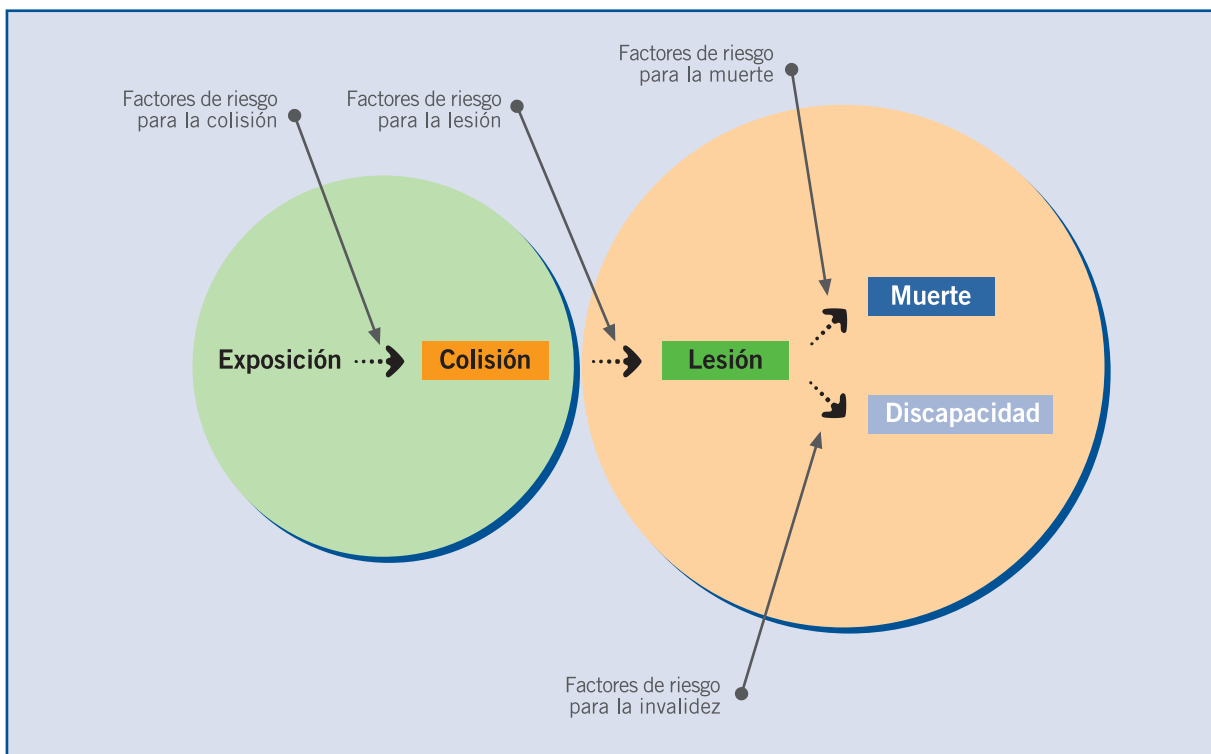 Factores de riesgo
para la muerte
Factores de riesgo
para la colisión
Factores de riesgo
para la lesión
Muerte
Exposición
Colisión
Lesión
Discapacidad
Factores de riesgo
para la invalidez